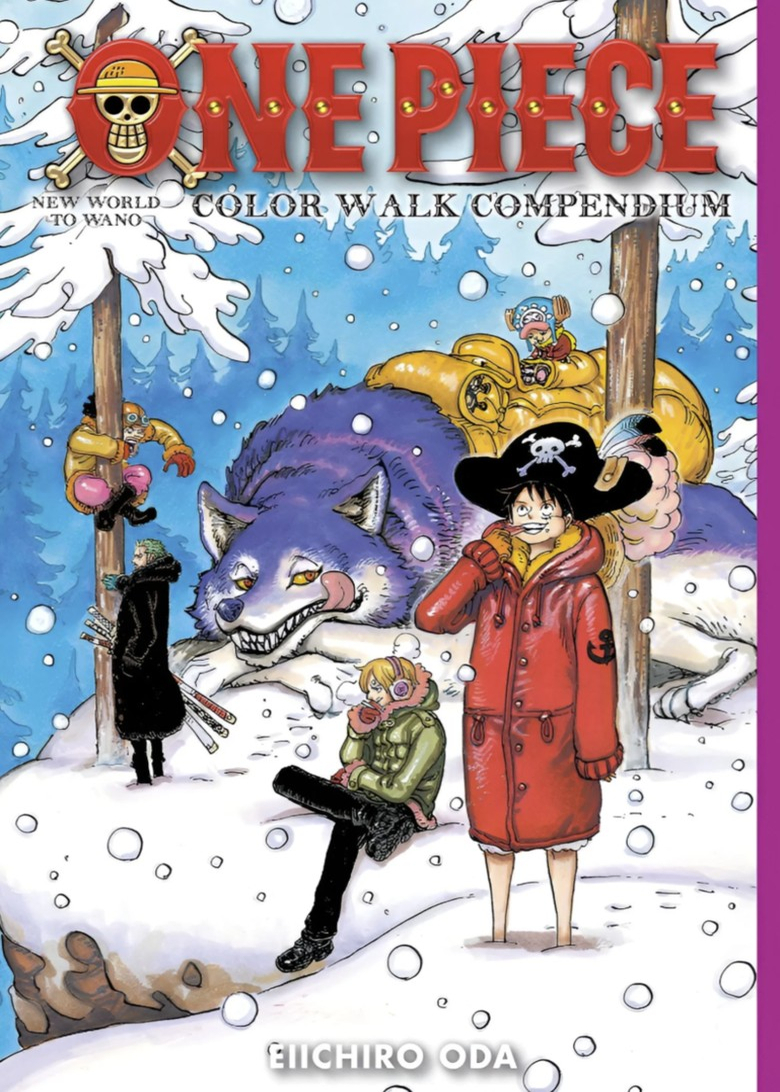 ONE PIECE
NEW WORLD
TO WANO
COLOR WALK COMPENDIUM
EIICHIRO ODA